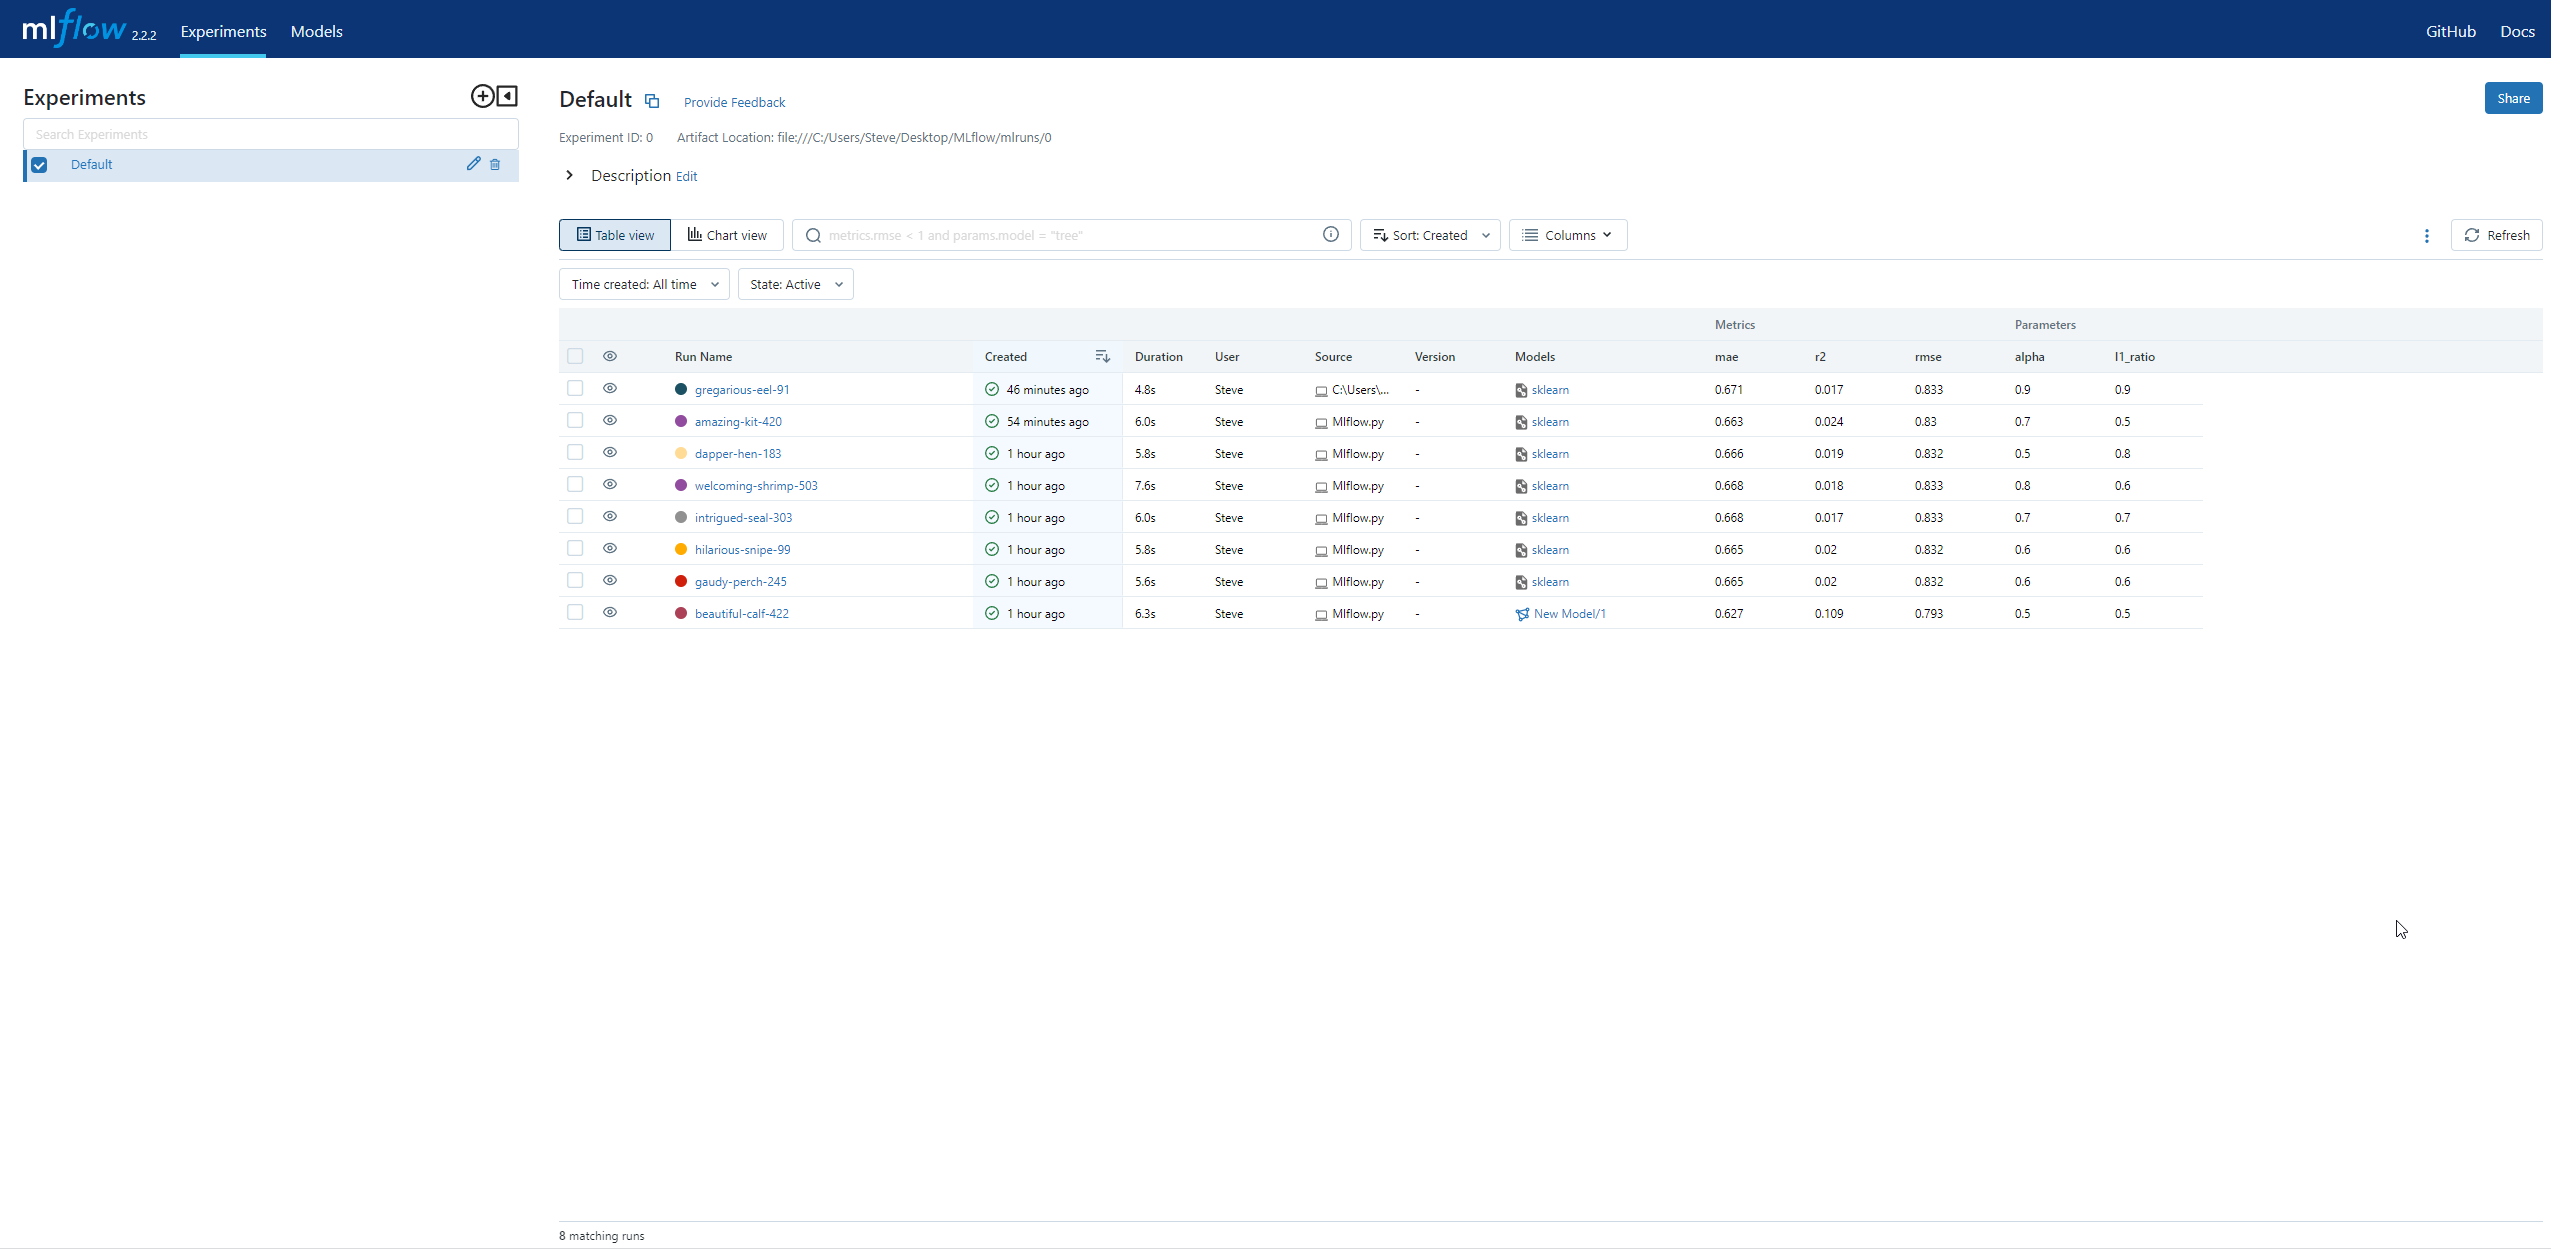 mlflow 2.2.2 Experiments Models GitHub Docs
Experiments
Search Experiments
Default
Default Provide Feedback Share
Experiment ID: 0 Artifact Location: file:///C:/Users/Steve/Desktop/MLflow/mlruns/0
Description Edit
Table view Chart view metrics.rmse < 1 and params.model = "tree" Sort: Created Columns Refresh
Time created: All time State: Active
Metrics Parameters
Run Name Created Duration User Source Version Models mae r2 rmse alpha l1_ratio
gregarious-eel-91 46 minutes ago 4.8s Steve C:\Users\... - sklearn 0.671 0.017 0.833 0.9 0.9
amazing-kit-420 54 minutes ago 6.0s Steve Mlflow.py - sklearn 0.663 0.024 0.83 0.7 0.5
dapper-hen-183 1 hour ago 5.8s Steve Mlflow.py - sklearn 0.666 0.019 0.832 0.5 0.8
welcoming-shrimp-503 1 hour ago 7.6s Steve Mlflow.py - sklearn 0.668 0.018 0.833 0.8 0.6
intrigued-seal-303 1 hour ago 6.0s Steve Mlflow.py - sklearn 0.668 0.017 0.833 0.7 0.7
hilarious-snipe-99 1 hour ago 5.8s Steve Mlflow.py - sklearn 0.665 0.02 0.832 0.6 0.6
gaudy-perch-245 1 hour ago 5.6s Steve Mlflow.py - sklearn 0.665 0.02 0.832 0.6 0.6
beautiful-calf-422 1 hour ago 6.3s Steve Mlflow.py - New Model/1 0.627 0.109 0.793 0.5 0.5
8 matching runs